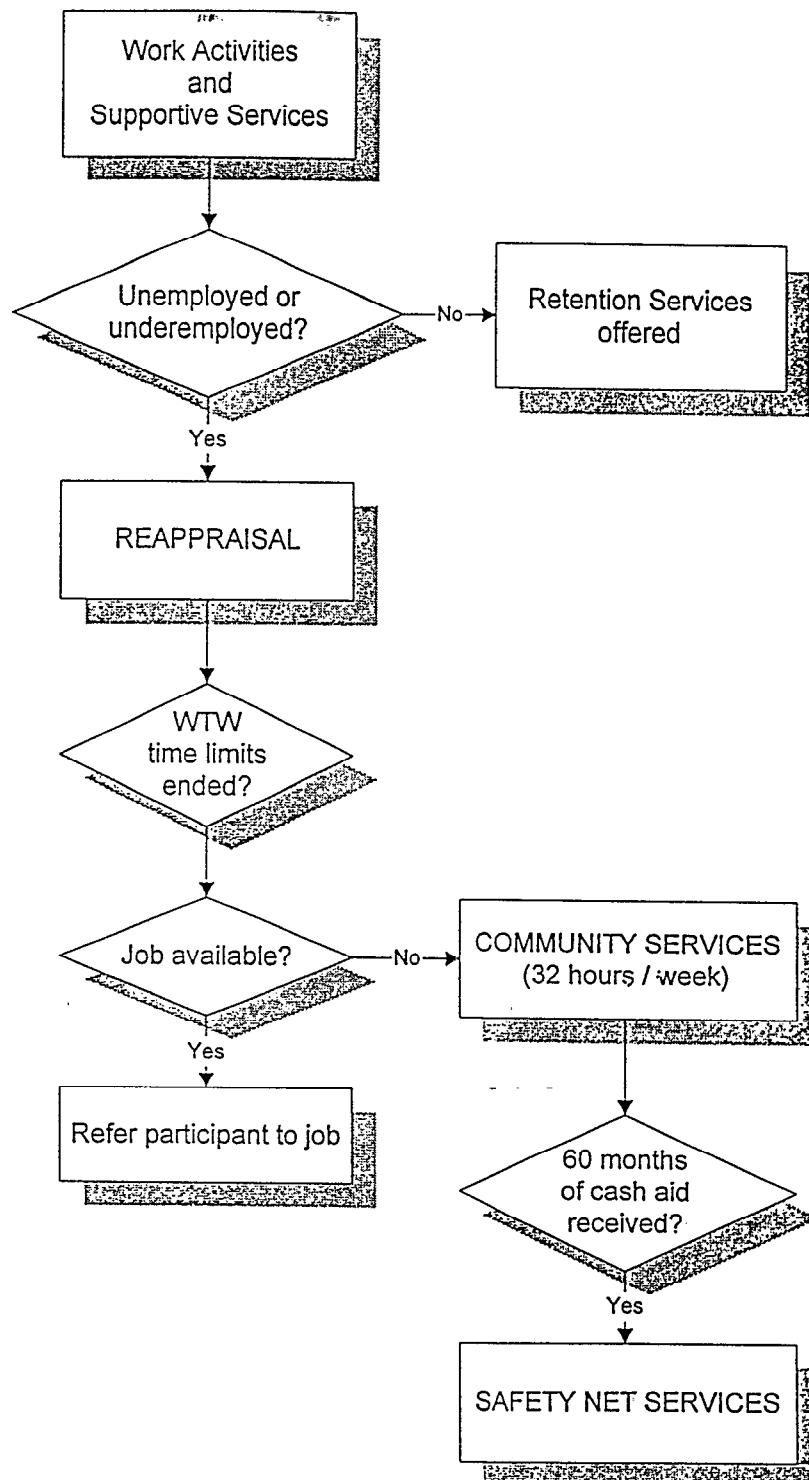 Work Activities
and
Supportive Services
Unemployed or
underemployed?
No
Retention Services
offered
Yes
REAPPRAISAL
WTW
time limits
ended?
Job available?
No
COMMUNITY SERVICES
(32 hours / week)
Yes
Refer participant to job
60 months
of cash aid
received?
Yes
SAFETY NET SERVICES